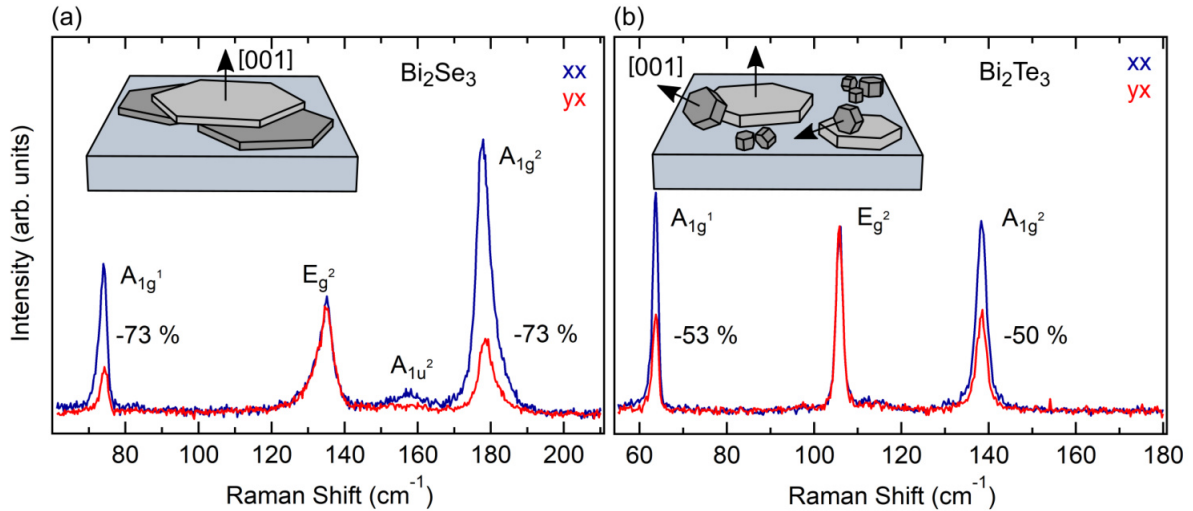 (a)
[001]
Bi₂Se₃
xx
yx
A₁g¹
-73 %
E_g²
A₁u²
A₁g²
-73 %
Intensity (arb. units)
80 100 120 140 160 180 200
Raman Shift (cm⁻¹)
(b)
[001]
Bi₂Te₃
xx
yx
A₁g¹
-53 %
E_g²
A₁g²
-50 %
60 80 100 120 140 160 180
Raman Shift (cm⁻¹)